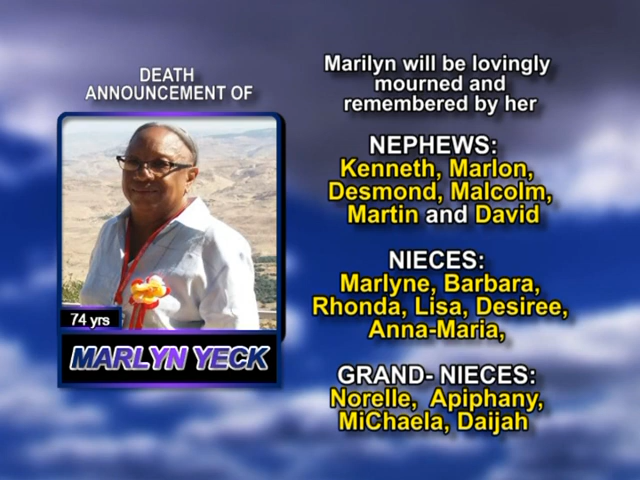 DEATH
ANNOUNCEMENT OF
74 yrs
MARLYN YECK
Marilyn will be lovingly
mourned and
remembered by her
NEPHEWS:
Kenneth, Marlon,
Desmond, Malcolm,
Martin and David
NIECES:
Marlyne, Barbara,
Rhonda, Lisa, Desiree,
Anna-Maria,
GRAND- NIECES:
Norelle, Apiphany,
MiChaela, Daijah